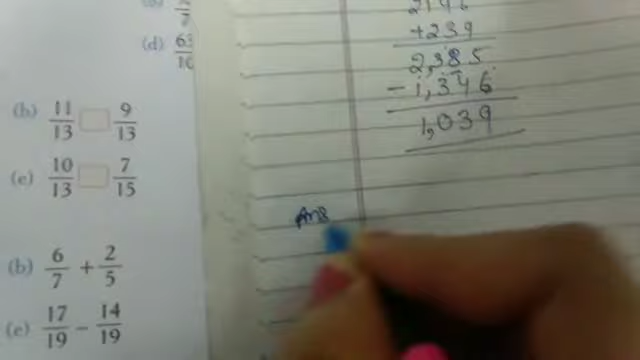 (d) 63
(b) 11/13 □ 9/13
(e) 10/13 □ 7/15
(b) 6/7 + 2/5
(e) 17/19 - 14/19
+239
2,385
- 1,346
1,039
Ans